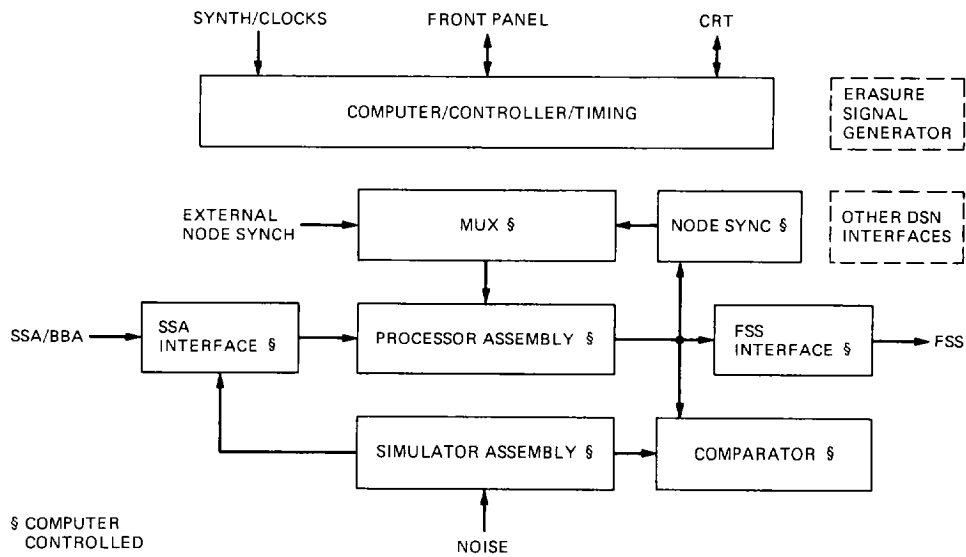 SYNTH/CLOCKS
FRONT PANEL
CRT
COMPUTER/CONTROLLER/TIMING
ERASURE
SIGNAL
GENERATOR
EXTERNAL
NODE SYNCH
MUX §
NODE SYNC §
OTHER DSN
INTERFACES
SSA/BBA
SSA
INTERFACE §
PROCESSOR ASSEMBLY §
FSS
INTERFACE §
FSS
SIMULATOR ASSEMBLY §
COMPARATOR §
§ COMPUTER
CONTROLLED
NOISE